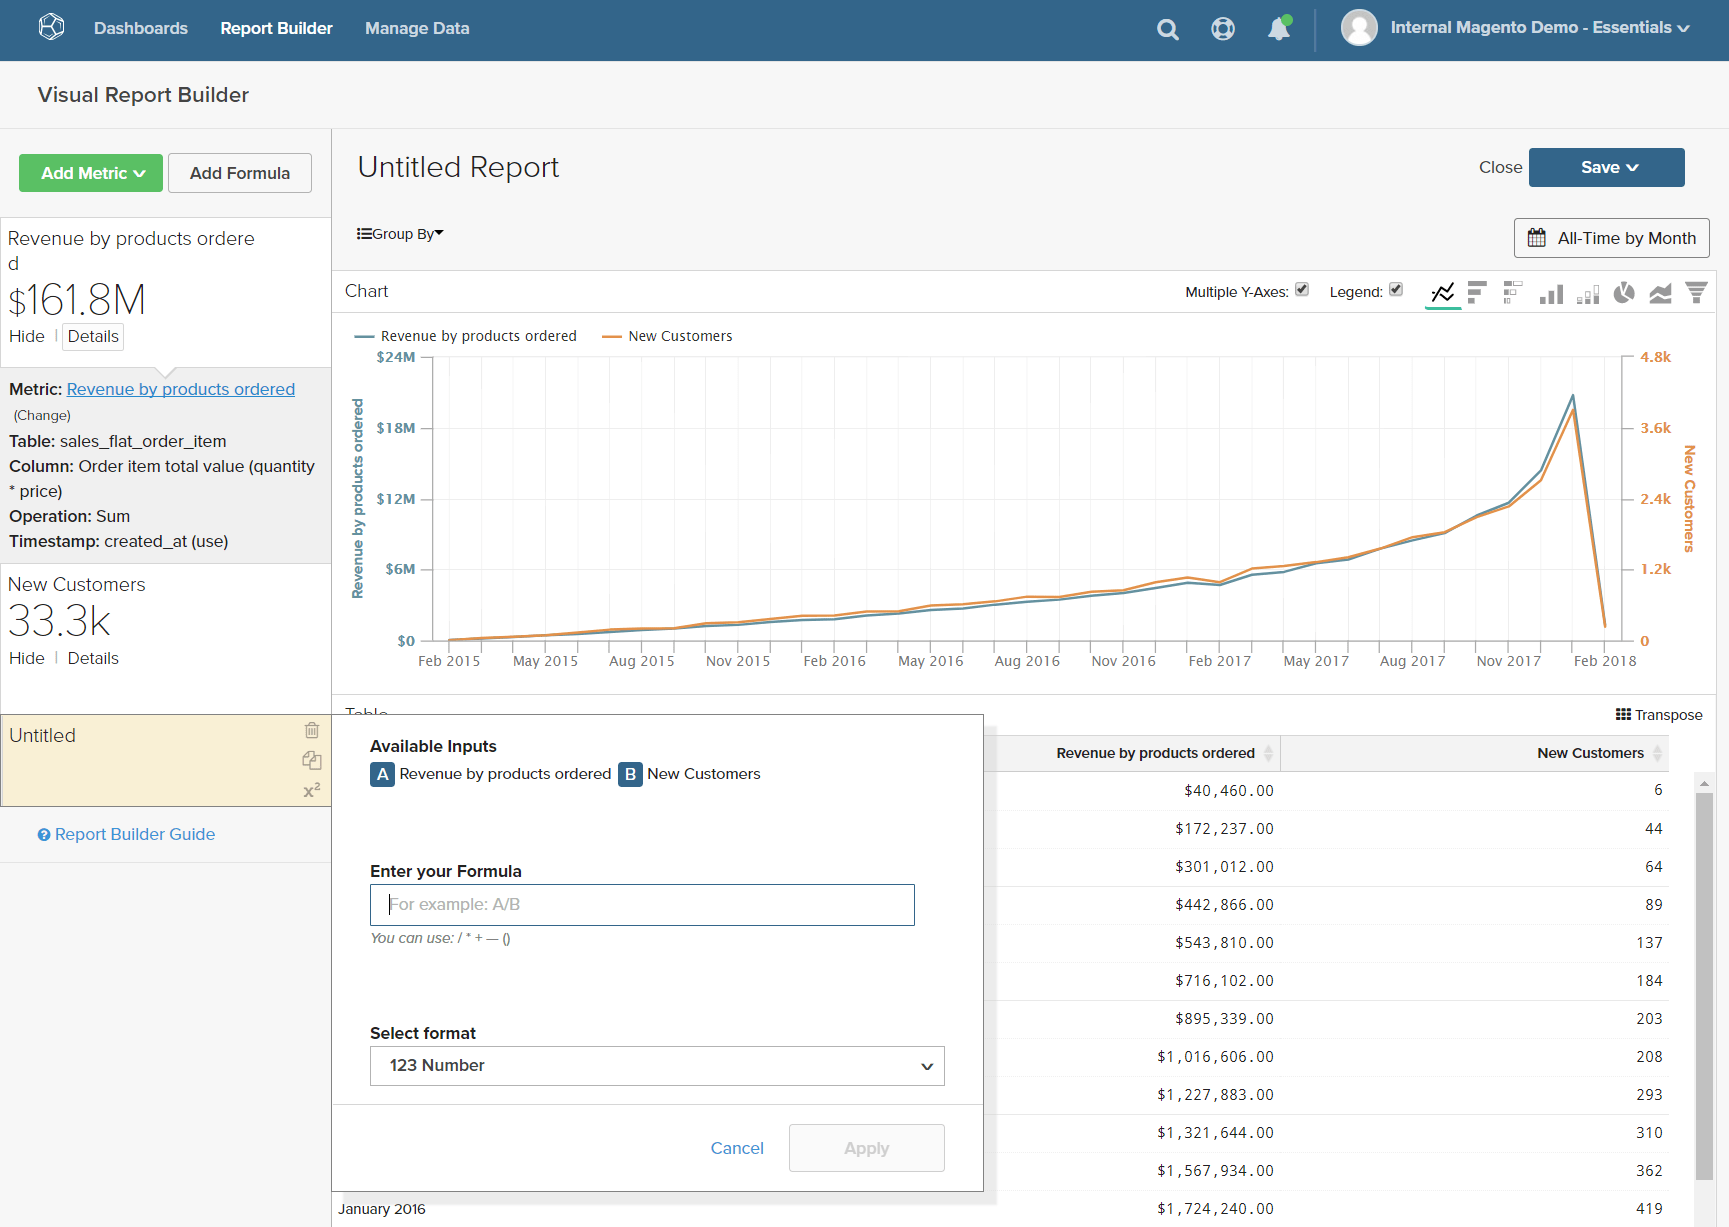 Dashboards Report Builder Manage Data
Internal Magento Demo - Essentials
Visual Report Builder
Add Metric
Add Formula
Revenue by products ordere
d
$161.8M
Hide | Details
Metric: Revenue by products ordered
(Change)
Table: sales_flat_order_item
Column: Order item total value (quantity
* price)
Operation: Sum
Timestamp: created_at (use)
New Customers
33.3k
Hide | Details
Untitled
x²
Report Builder Guide
Untitled Report
Close
Save
Group By
All-Time by Month
Chart
Multiple Y-Axes:
Legend:
Revenue by products ordered
New Customers
$24M
$18M
$12M
$6M
$0
Revenue by products ordered
4.8k
3.6k
2.4k
1.2k
0
New Customers
Feb 2015 May 2015 Aug 2015 Nov 2015 Feb 2016 May 2016 Aug 2016 Nov 2016 Feb 2017 May 2017 Aug 2017 Nov 2017 Feb 2018
Table
Transpose
Available Inputs
A Revenue by products ordered B New Customers
Enter your Formula
For example: A/B
You can use: / * + — ()
Select format
123 Number
Cancel
Apply
Revenue by products ordered New Customers
$40,460.00 6
$172,237.00 44
$301,012.00 64
$442,866.00 89
$543,810.00 137
$716,102.00 184
$895,339.00 203
$1,016,606.00 208
$1,227,883.00 293
$1,321,644.00 310
$1,567,934.00 362
January 2016 $1,724,240.00 419